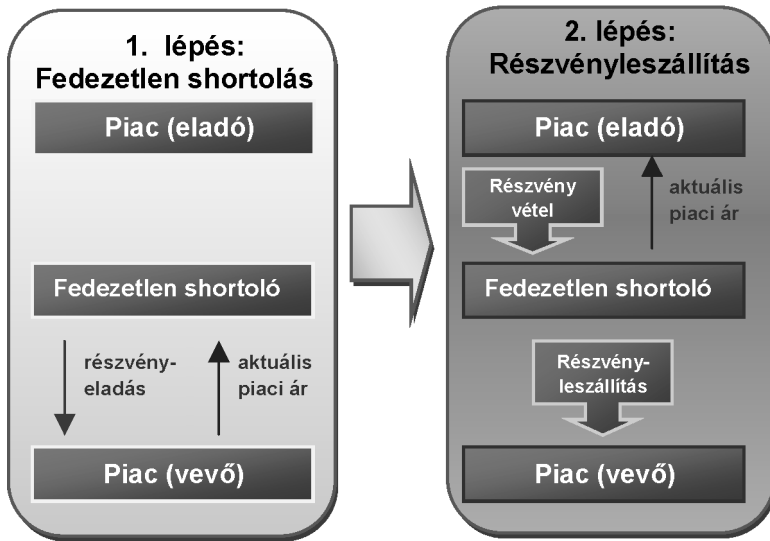 1. lépés:
Fedezetlen shortolás
Piac (eladó)
Fedezetlen shortoló
részvény-
eladás
aktuális
piaci ár
Piac (vevő)
2. lépés:
Részvényleszállítás
Piac (eladó)
Részvény
vétel
aktuális
piaci ár
Fedezetlen shortoló
Részvény-
leszállítás
Piac (vevő)